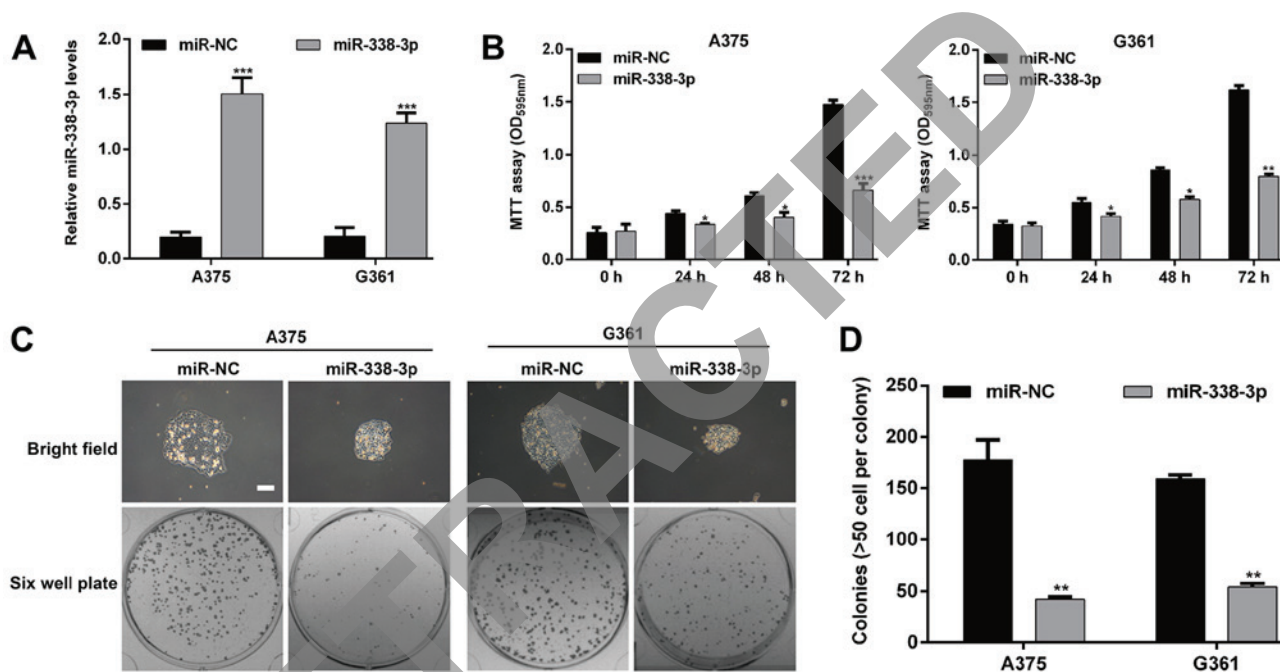 A
Relative miR-338-3p levels
2.0
1.5
1.0
0.5
0.0
miR-NC
miR-338-3p
***
***
A375
G361
B
A375
MTT assay (OD595nm)
2.0
1.5
1.0
0.5
0.0
miR-NC
miR-338-3p
*
*
***
0 h
24 h
48 h
72 h
G361
MTT assay (OD595nm)
2.0
1.5
1.0
0.5
0.0
miR-NC
miR-338-3p
*
*
**
0 h
24 h
48 h
72 h
C
A375
G361
miR-NC
miR-338-3p
miR-NC
miR-338-3p
Bright field
Six well plate
D
Colonies (>50 cell per colony)
250
200
150
100
50
0
miR-NC
miR-338-3p
**
**
A375
G361
TRACTED